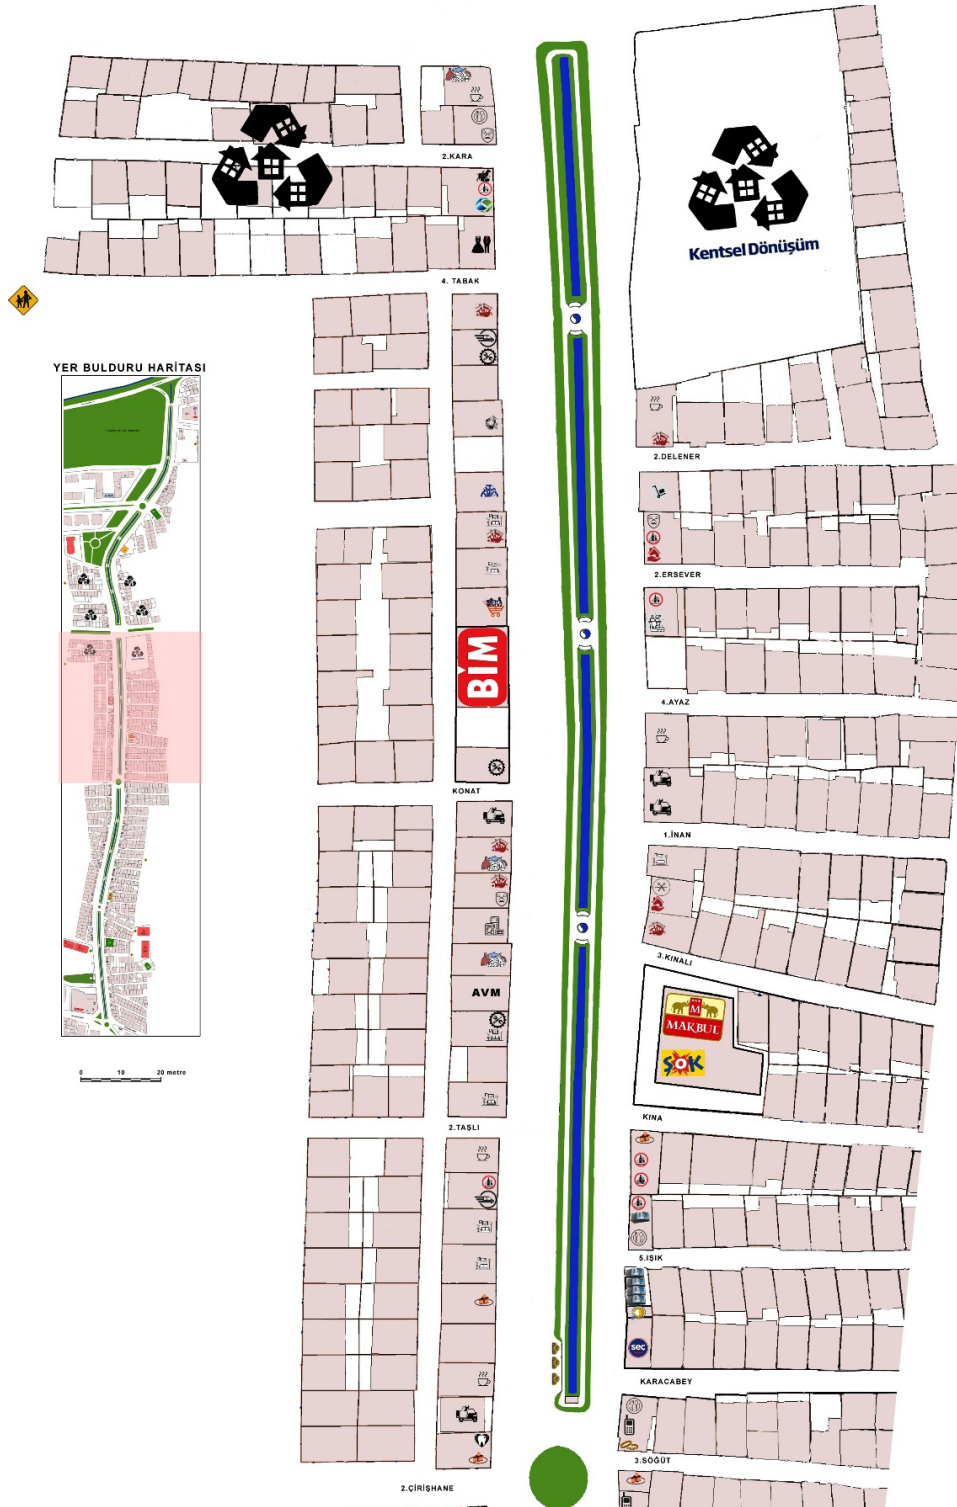 2.KARA
Kentsel Dönüşüm
4. TABAK
YER BULDURU HARİTASI
2.DELENER
2.ERSEVER
BİM
4.AYAZ
KONAT
1.İNAN
3.KINALI
AVM
M
MAKBUL
ŞOK
0 10 20 metre
KINA
2.TAŞLI
5.IŞIK
seç
KARACABEY
3.SÖĞÜT
2.ÇİRİŞHANE